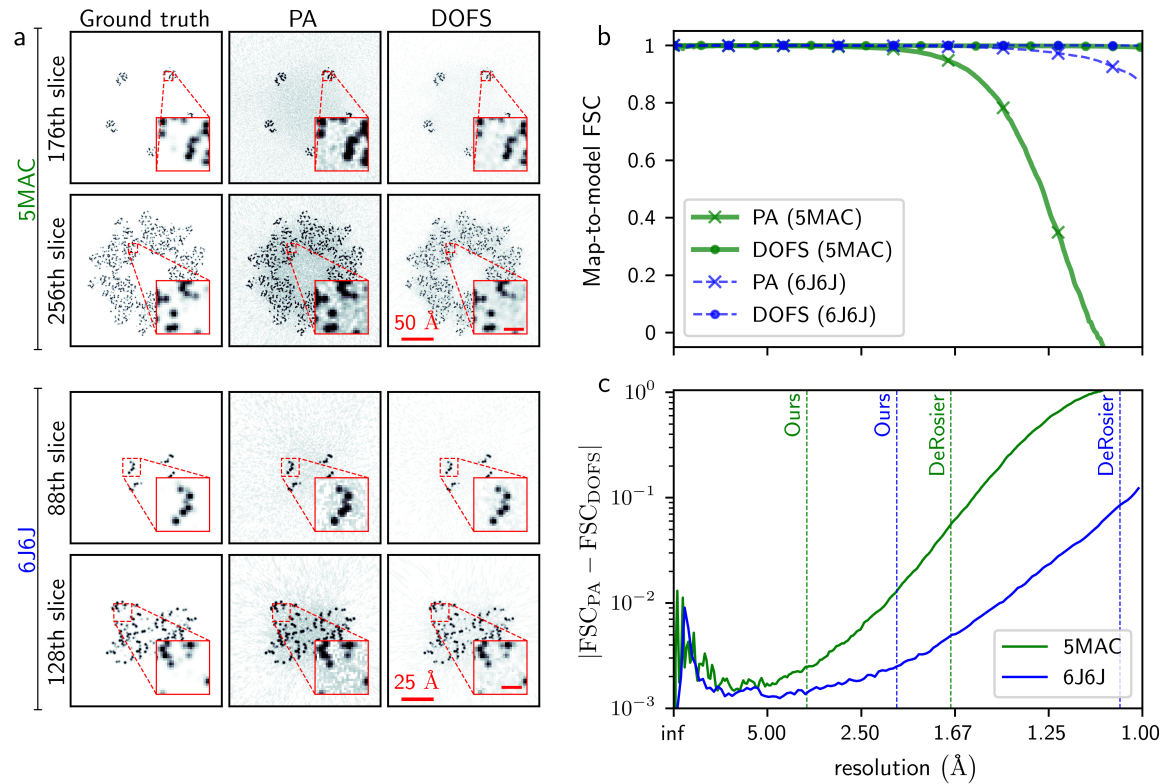 Ground truth PA DOFS
a
5MAC
176th slice
256th slice
50 Å
6J6J
88th slice
128th slice
25 Å
b
Map-to-model FSC
1
0.8
0.6
0.4
0.2
0
PA (5MAC)
DOFS (5MAC)
PA (6J6J)
DOFS (6J6J)
c
|FSC_PA − FSC_DOFS|
10^0
10^−1
10^−2
10^−3
Ours
Ours
DeRosier
DeRosier
5MAC
6J6J
inf 5.00 2.50 1.67 1.25 1.00
resolution (Å)